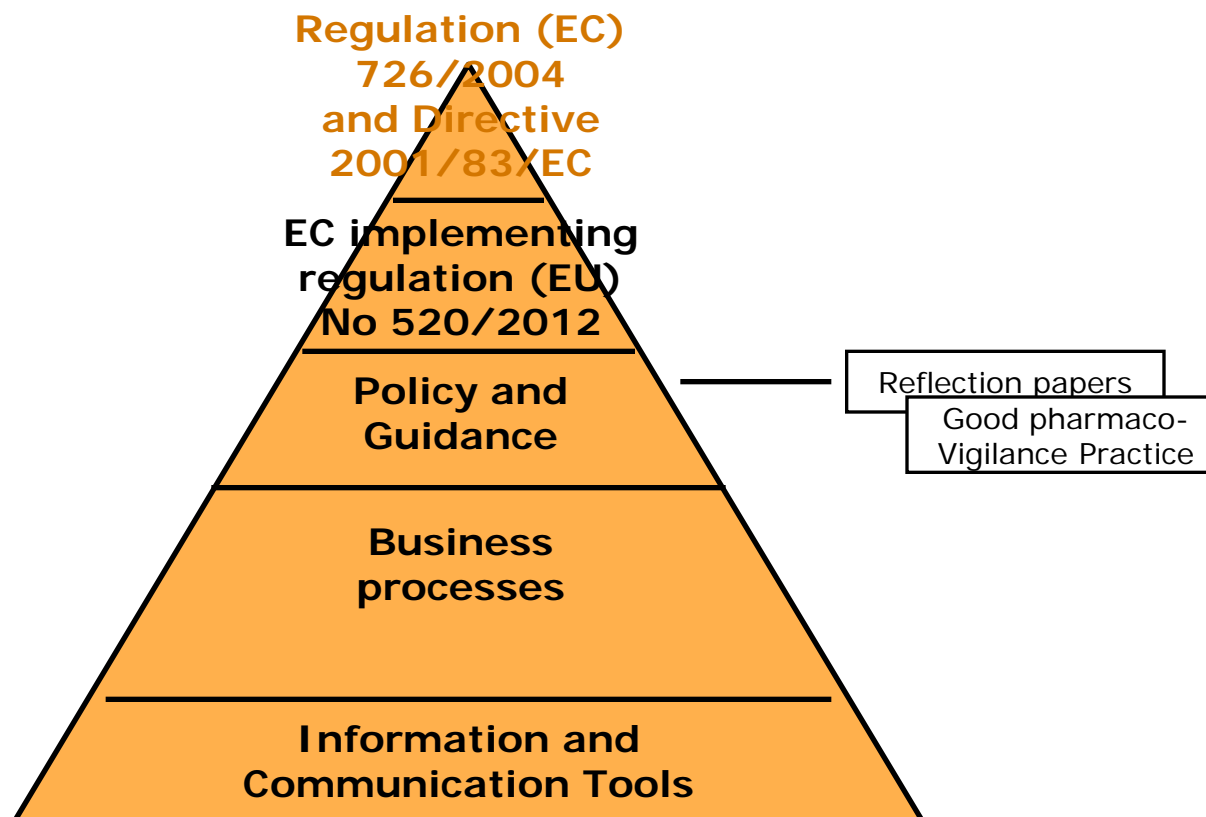 Regulation (EC)
726/2004
and Directive
2001/83/EC
EC implementing
regulation (EU)
No 520/2012
Policy and
Guidance
Reflection papers
Good pharmaco-
Vigilance Practice
Business
processes
Information and
Communication Tools